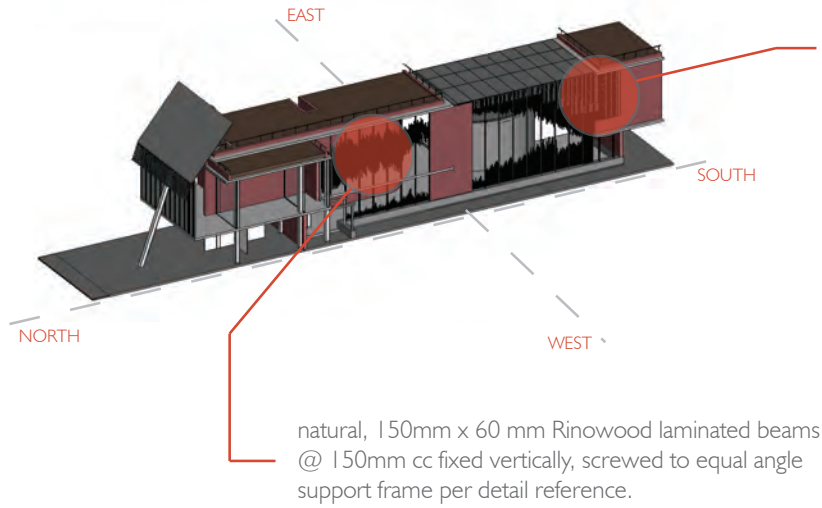 EAST
SOUTH
NORTH
WEST
natural, 150mm x 60 mm Rinowood laminated beams
@ 150mm cc fixed vertically, screwed to equal angle
support frame per detail reference.